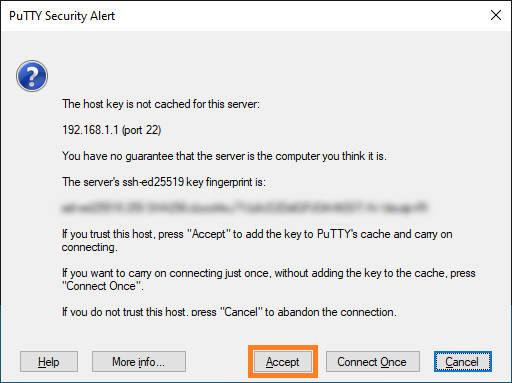 PuTTY Security Alert
The host key is not cached for this server:
192.168.1.1 (port 22)
You have no guarantee that the server is the computer you think it is.
The server's ssh-ed25519 key fingerprint is:
If you trust this host, press "Accept" to add the key to PuTTY's cache and carry on
connecting.
If you want to carry on connecting just once, without adding the key to the cache, press
"Connect Once".
If you do not trust this host, press "Cancel" to abandon the connection.
Help More info... Accept Connect Once Cancel